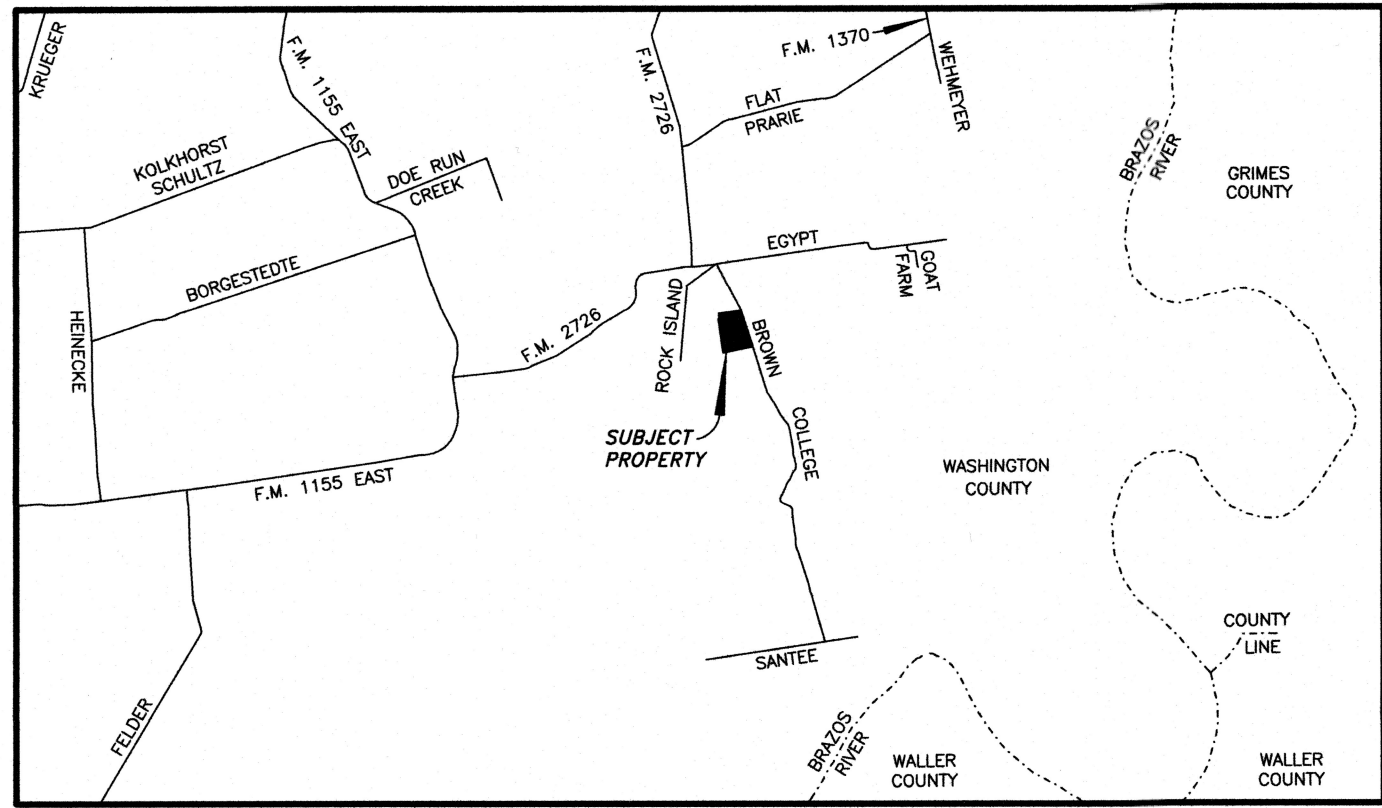 KRUEGER
F.M. 1155 EAST
F.M. 2726
F.M. 1370
WEHMEYER
FLAT
PRARIE
KOLKHORST
SCHULTZ
DOE RUN
CREEK
BRAZOS
RIVER
GRIMES
COUNTY
EGYPT
GOAT
FARM
BORGESTEDTE
HEINECKE
F.M. 2726
ROCK ISLAND
BROWN
COLLEGE
SUBJECT
PROPERTY
WASHINGTON
COUNTY
F.M. 1155 EAST
COUNTY
LINE
SANTEE
FELDER
BRAZOS
RIVER
WALLER
COUNTY
WALLER
COUNTY